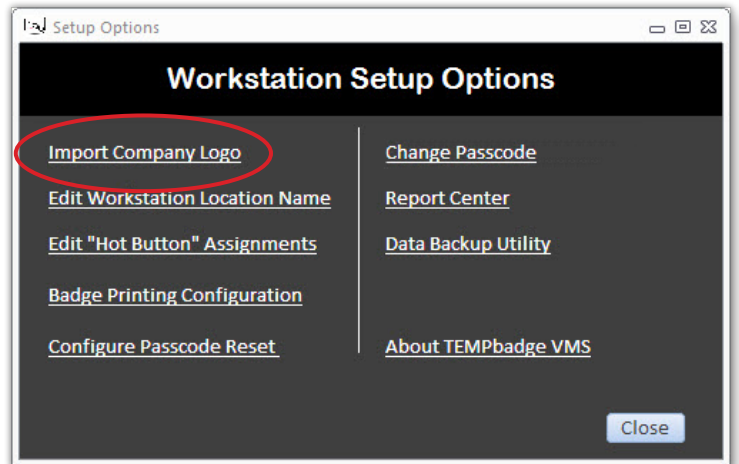 Setup Options
Workstation Setup Options
Import Company Logo
Edit Workstation Location Name
Edit "Hot Button" Assignments
Badge Printing Configuration
Configure Passcode Reset
Change Passcode
Report Center
Data Backup Utility
About TEMPbadge VMS
Close